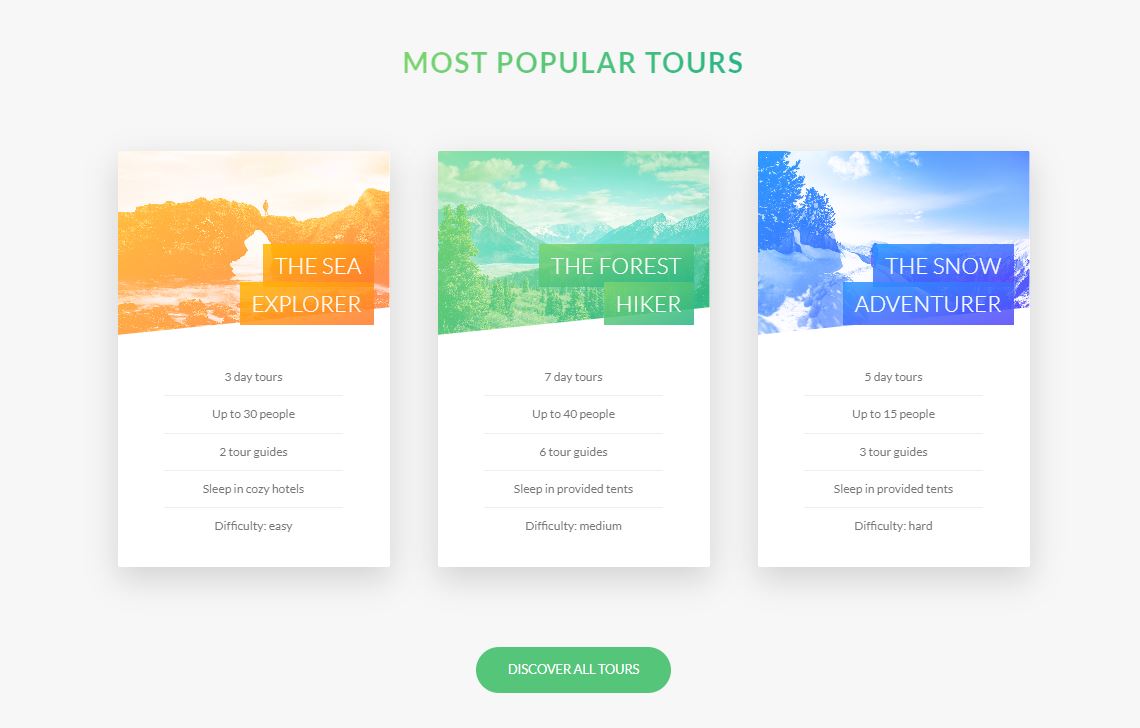 MOST POPULAR TOURS
THE SEA
EXPLORER
3 day tours
Up to 30 people
2 tour guides
Sleep in cozy hotels
Difficulty: easy
THE FOREST
HIKER
7 day tours
Up to 40 people
6 tour guides
Sleep in provided tents
Difficulty: medium
THE SNOW
ADVENTURER
5 day tours
Up to 15 people
3 tour guides
Sleep in provided tents
Difficulty: hard
DISCOVER ALL TOURS